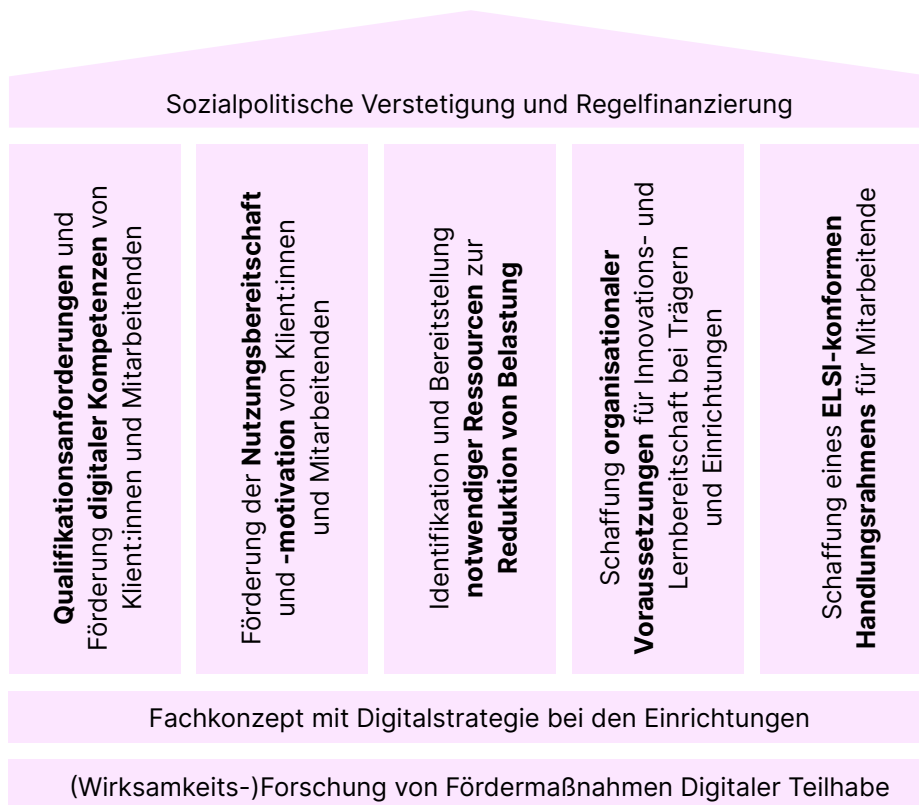 Sozialpolitische Verstetigung und Regelfinanzierung
Qualifikationsanforderungen und
Förderung digitaler Kompetenzen von
Klient:innen und Mitarbeitenden
Förderung der Nutzungsbereitschaft
und -motivation von Klient:innen
und Mitarbeitenden
Identifikation und Bereitstellung
notwendiger Ressourcen zur
Reduktion von Belastung
Schaffung organisationaler
Voraussetzungen für Innovations- und
Lernbereitschaft bei Trägern
und Einrichtungen
Schaffung eines ELSI-konformen
Handlungsrahmens für Mitarbeitende
Fachkonzept mit Digitalstrategie bei den Einrichtungen
(Wirksamkeits-)Forschung von Fördermaßnahmen Digitaler Teilhabe